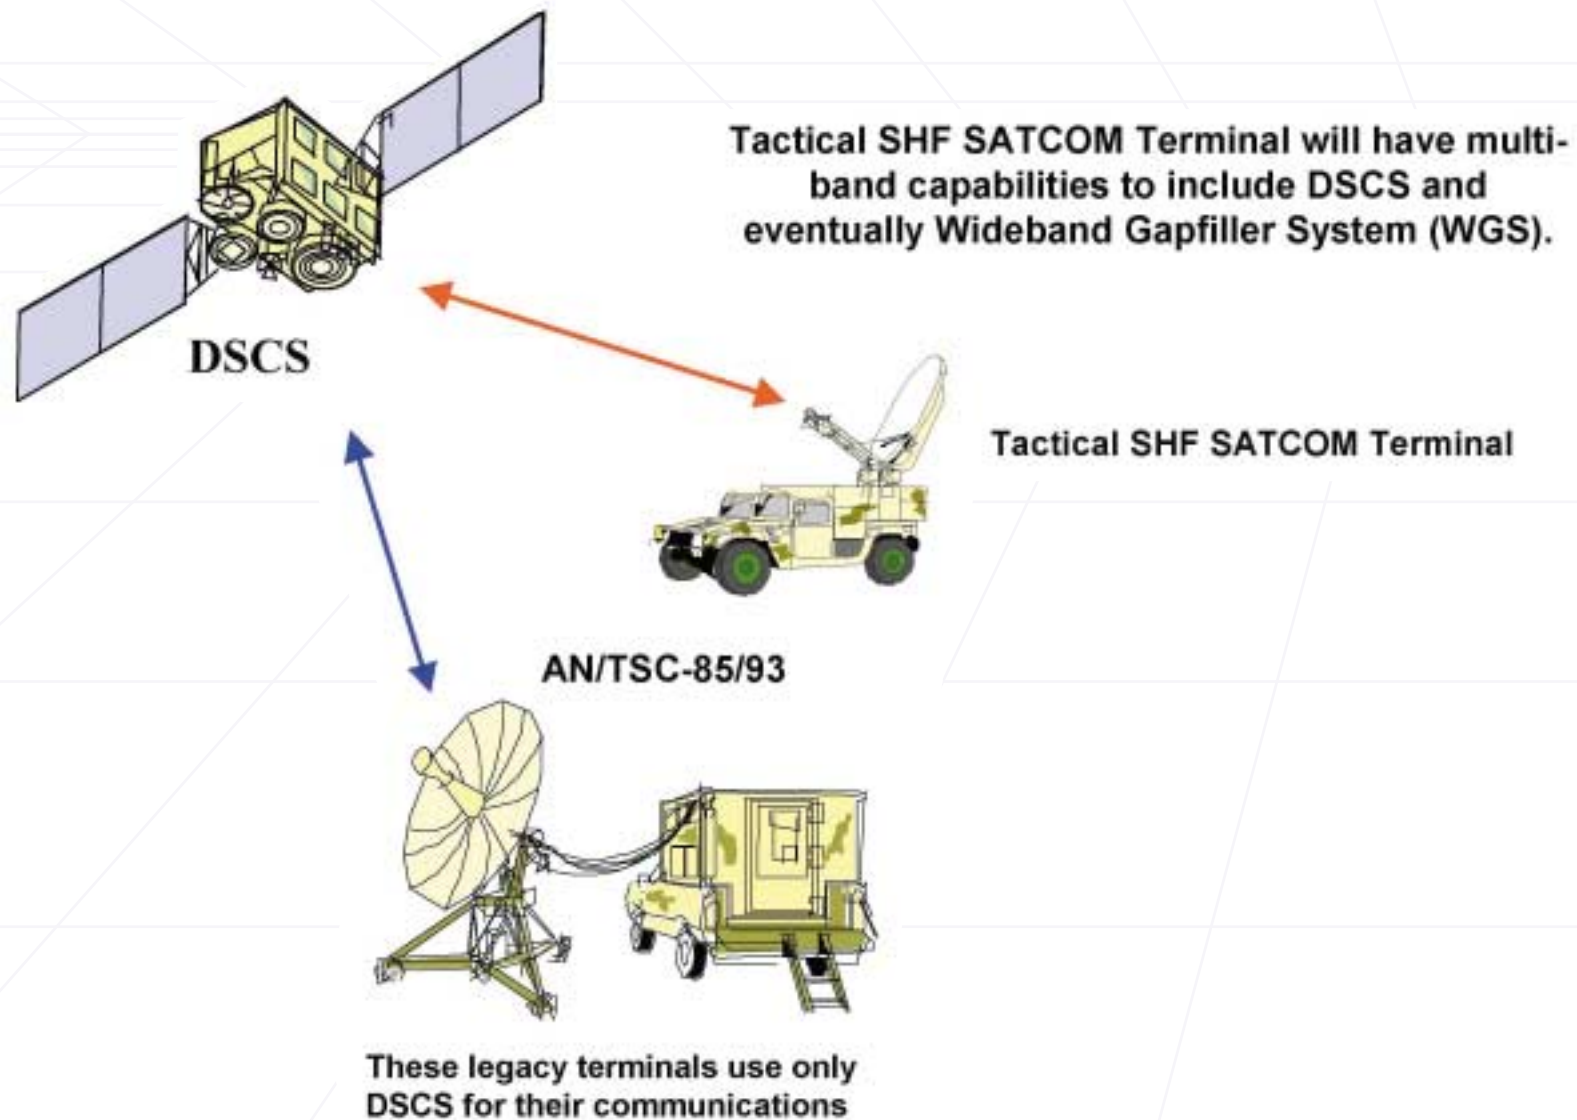 Tactical SHF SATCOM Terminal will have multi-
band capabilities to include DSCS and
eventually Wideband Gapfiller System (WGS).
DSCS
Tactical SHF SATCOM Terminal
AN/TSC-85/93
These legacy terminals use only
DSCS for their communications